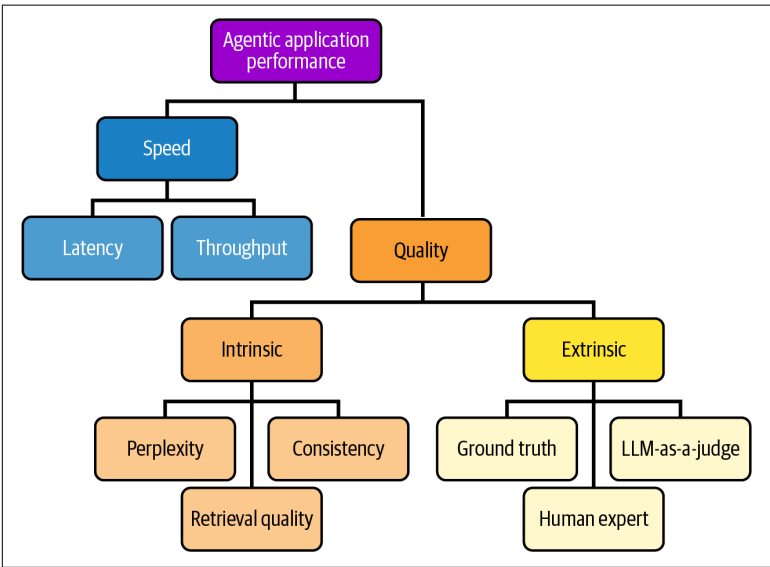 Agentic application
performance
Speed
Latency
Throughput
Quality
Intrinsic
Extrinsic
Perplexity
Consistency
Retrieval quality
Ground truth
LLM-as-a-judge
Human expert